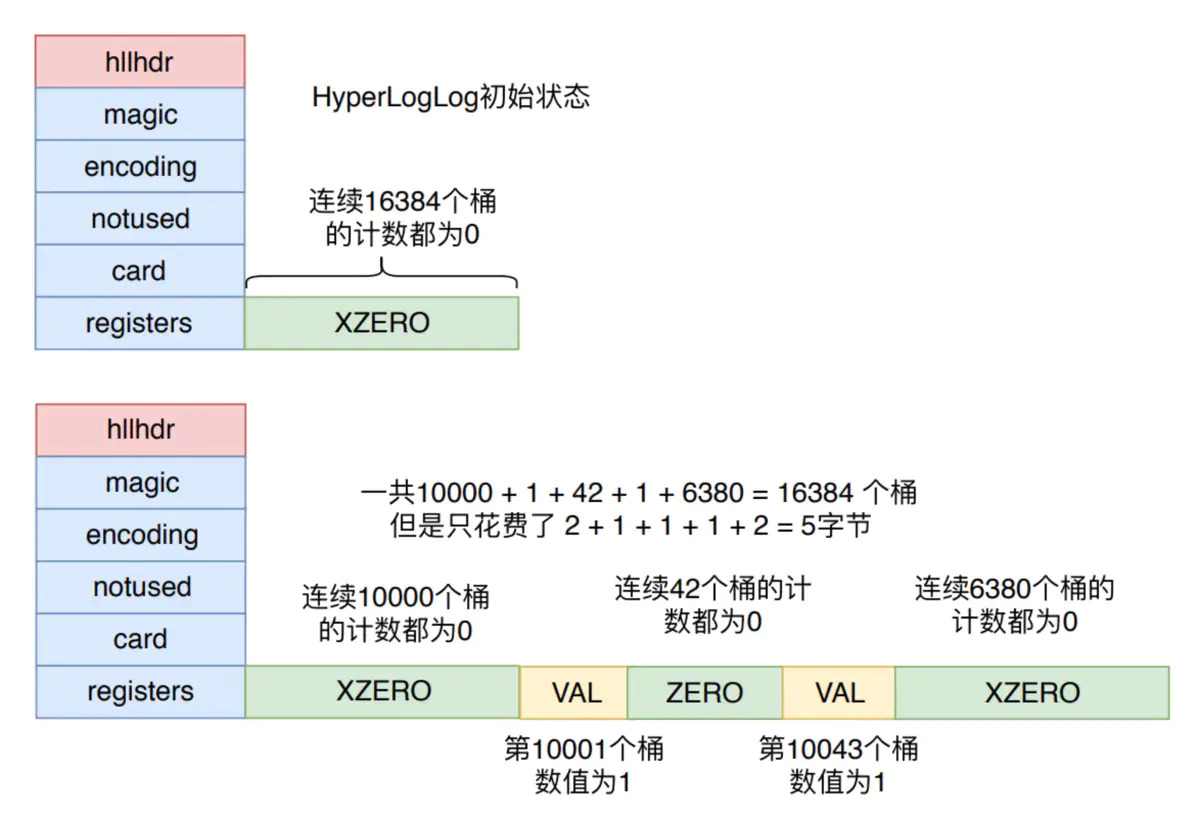 hllhdr
magic
encoding
notused
card
registers
HyperLogLog初始状态
连续16384个桶
的计数都为0
XZERO
hllhdr
magic
encoding
notused
card
registers
一共10000 + 1 + 42 + 1 + 6380 = 16384 个桶
但是只花费了 2 + 1 + 1 + 1 + 2 = 5字节
连续10000个桶
的计数都为0
连续42个桶的计
数都为0
连续6380个桶的
计数都为0
XZERO
VAL
ZERO
VAL
XZERO
第10001个桶
数值为1
第10043个桶
数值为1